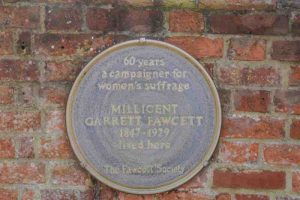 60 years
a campaigner for
women's suffrage
MILLICENT
GARRETT FAWCETT
1847-1929
lived here
The Fawcett Society